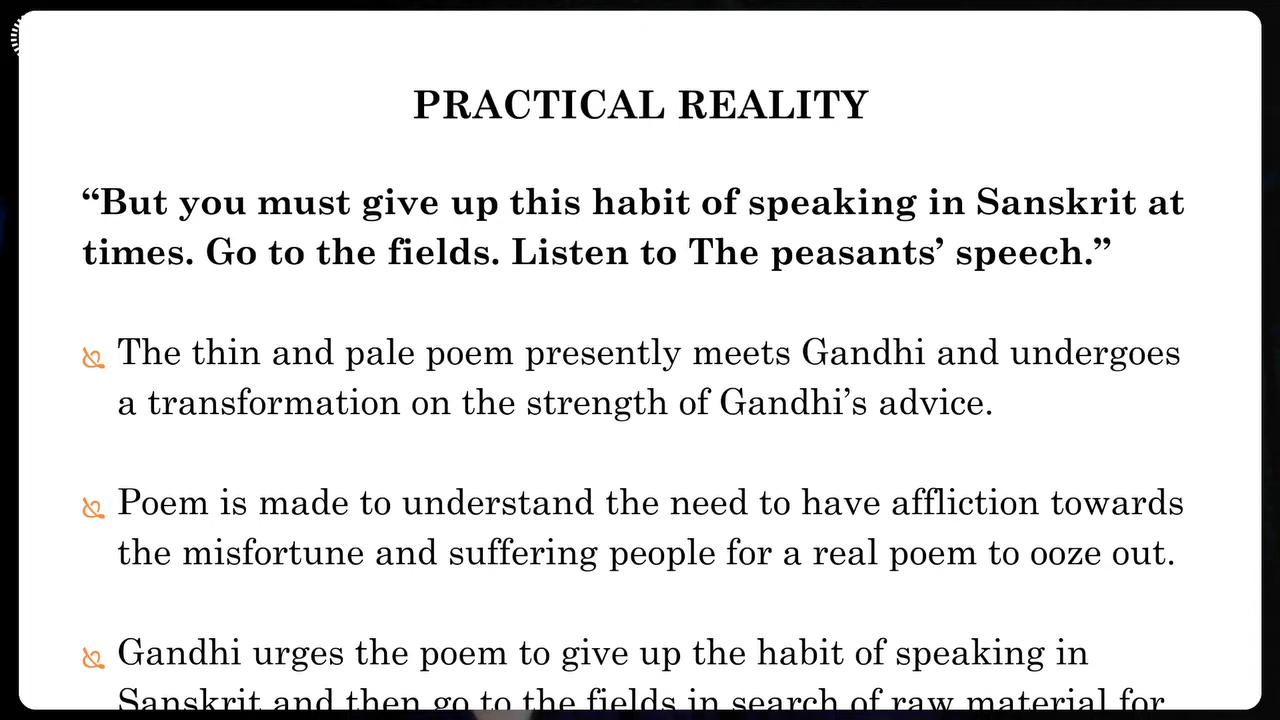 PRACTICAL REALITY
“But you must give up this habit of speaking in Sanskrit at
times. Go to the fields. Listen to The peasants’ speech.”
The thin and pale poem presently meets Gandhi and undergoes
a transformation on the strength of Gandhi’s advice.
Poem is made to understand the need to have affliction towards
the misfortune and suffering people for a real poem to ooze out.
Gandhi urges the poem to give up the habit of speaking in
Sanskrit and then go to the fields in search of raw material for